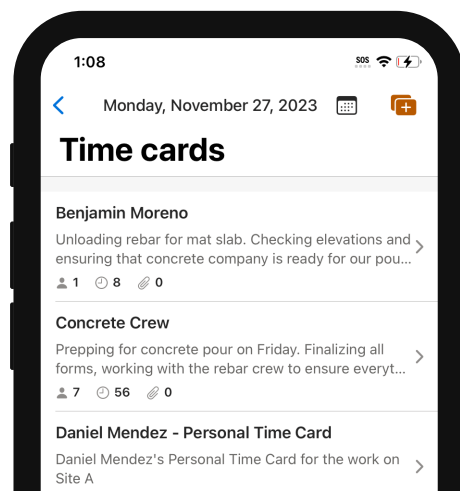 1:08 SOS
Monday, November 27, 2023
Time cards
Benjamin Moreno
Unloading rebar for mat slab. Checking elevations and
ensuring that concrete company is ready for our pou...
1 8 0
Concrete Crew
Prepping for concrete pour on Friday. Finalizing all
forms, working with the rebar crew to ensure everyt...
7 56 0
Daniel Mendez - Personal Time Card
Daniel Mendez's Personal Time Card for the work on
Site A